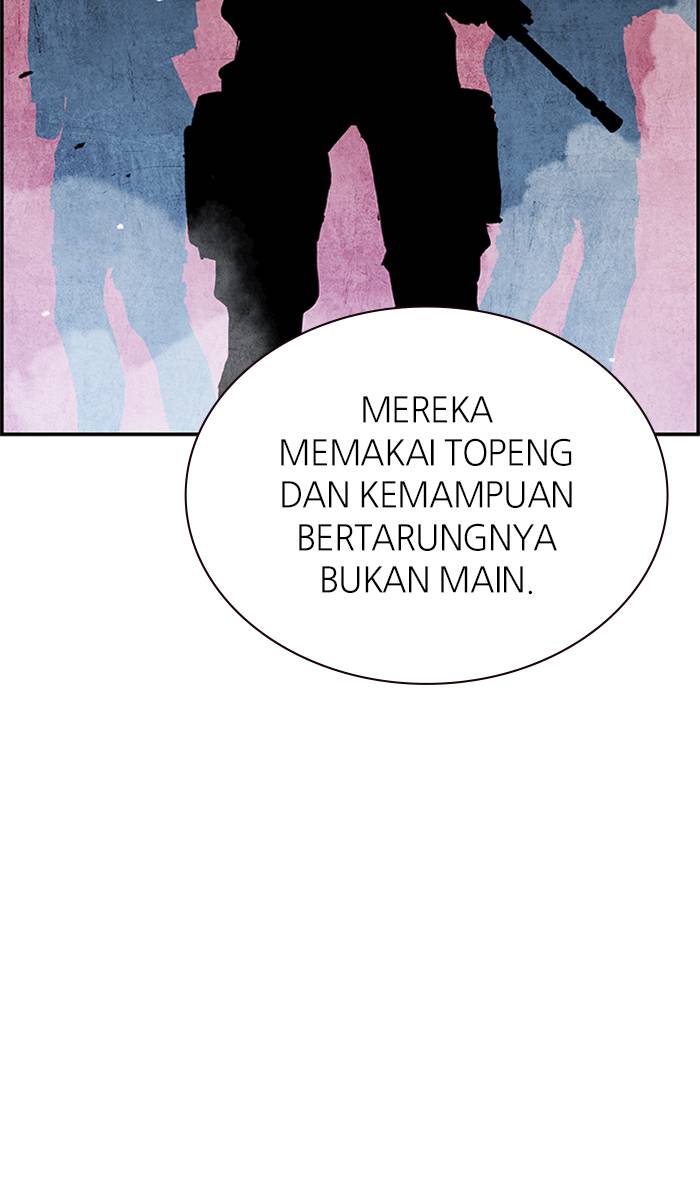 MEREKA
MEMAKAI TOPENG
DAN KEMAMPUAN
BERTARUNGNYA
BUKAN MAIN.